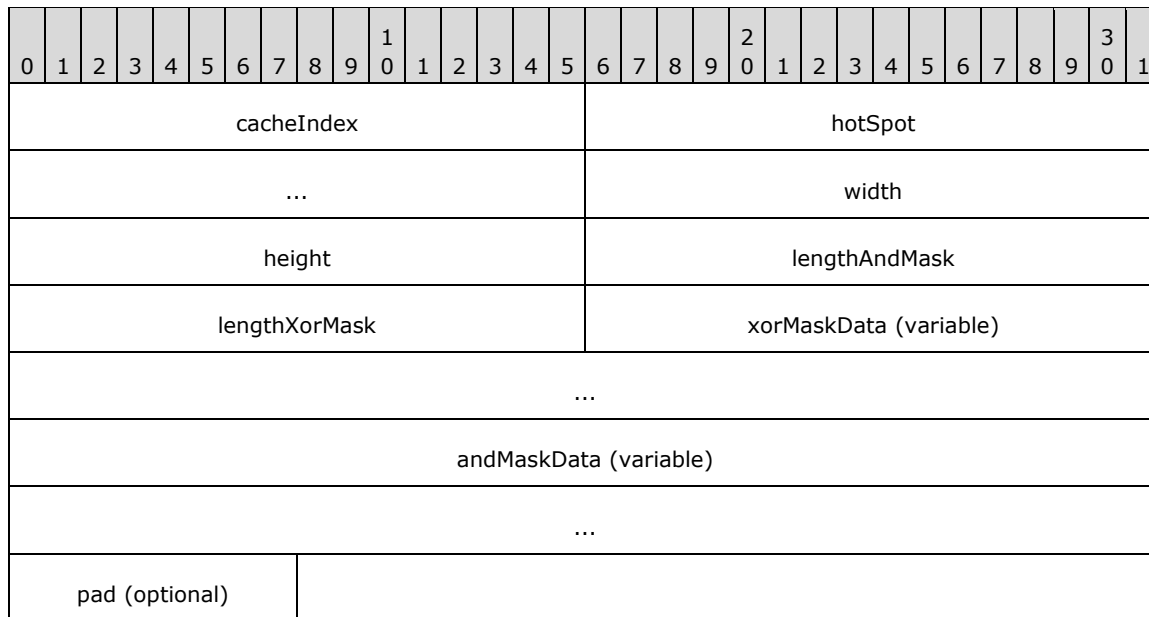 1 2 3
0 1 2 3 4 5 6 7 8 9 0 1 2 3 4 5 6 7 8 9 0 1 2 3 4 5 6 7 8 9 0 1
cacheIndex hotSpot
... width
height lengthAndMask
lengthXorMask xorMaskData (variable)
...
andMaskData (variable)
...
pad (optional)